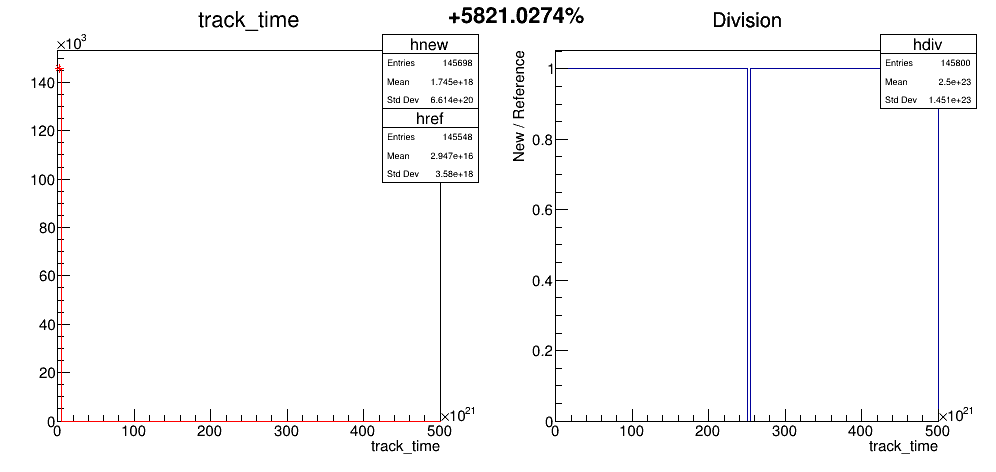 +5821.0274%
track_time
×10³
hnew
Entries 145698
Mean 1.745e+18
Std Dev 6.614e+20
href
Entries 145548
Mean 2.947e+16
Std Dev 3.58e+18
140
120
100
80
60
40
20
0
0 100 200 300 400 500
×10²¹
track_time
Division
New / Reference
hdiv
Entries 145800
Mean 2.5e+23
Std Dev 1.451e+23
1
0.8
0.6
0.4
0.2
0
0 100 200 300 400 500
×10²¹
track_time